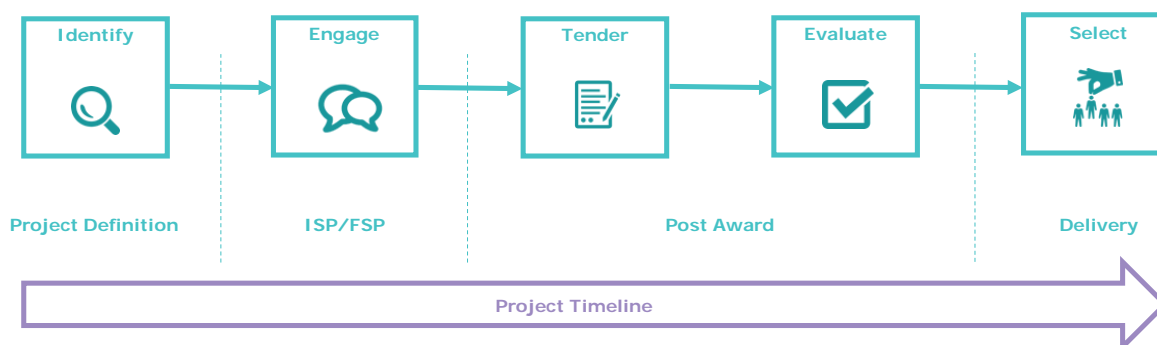 Identify
Engage
Tender
Evaluate
Select
Project Definition
ISP/FSP
Post Award
Delivery
Project Timeline